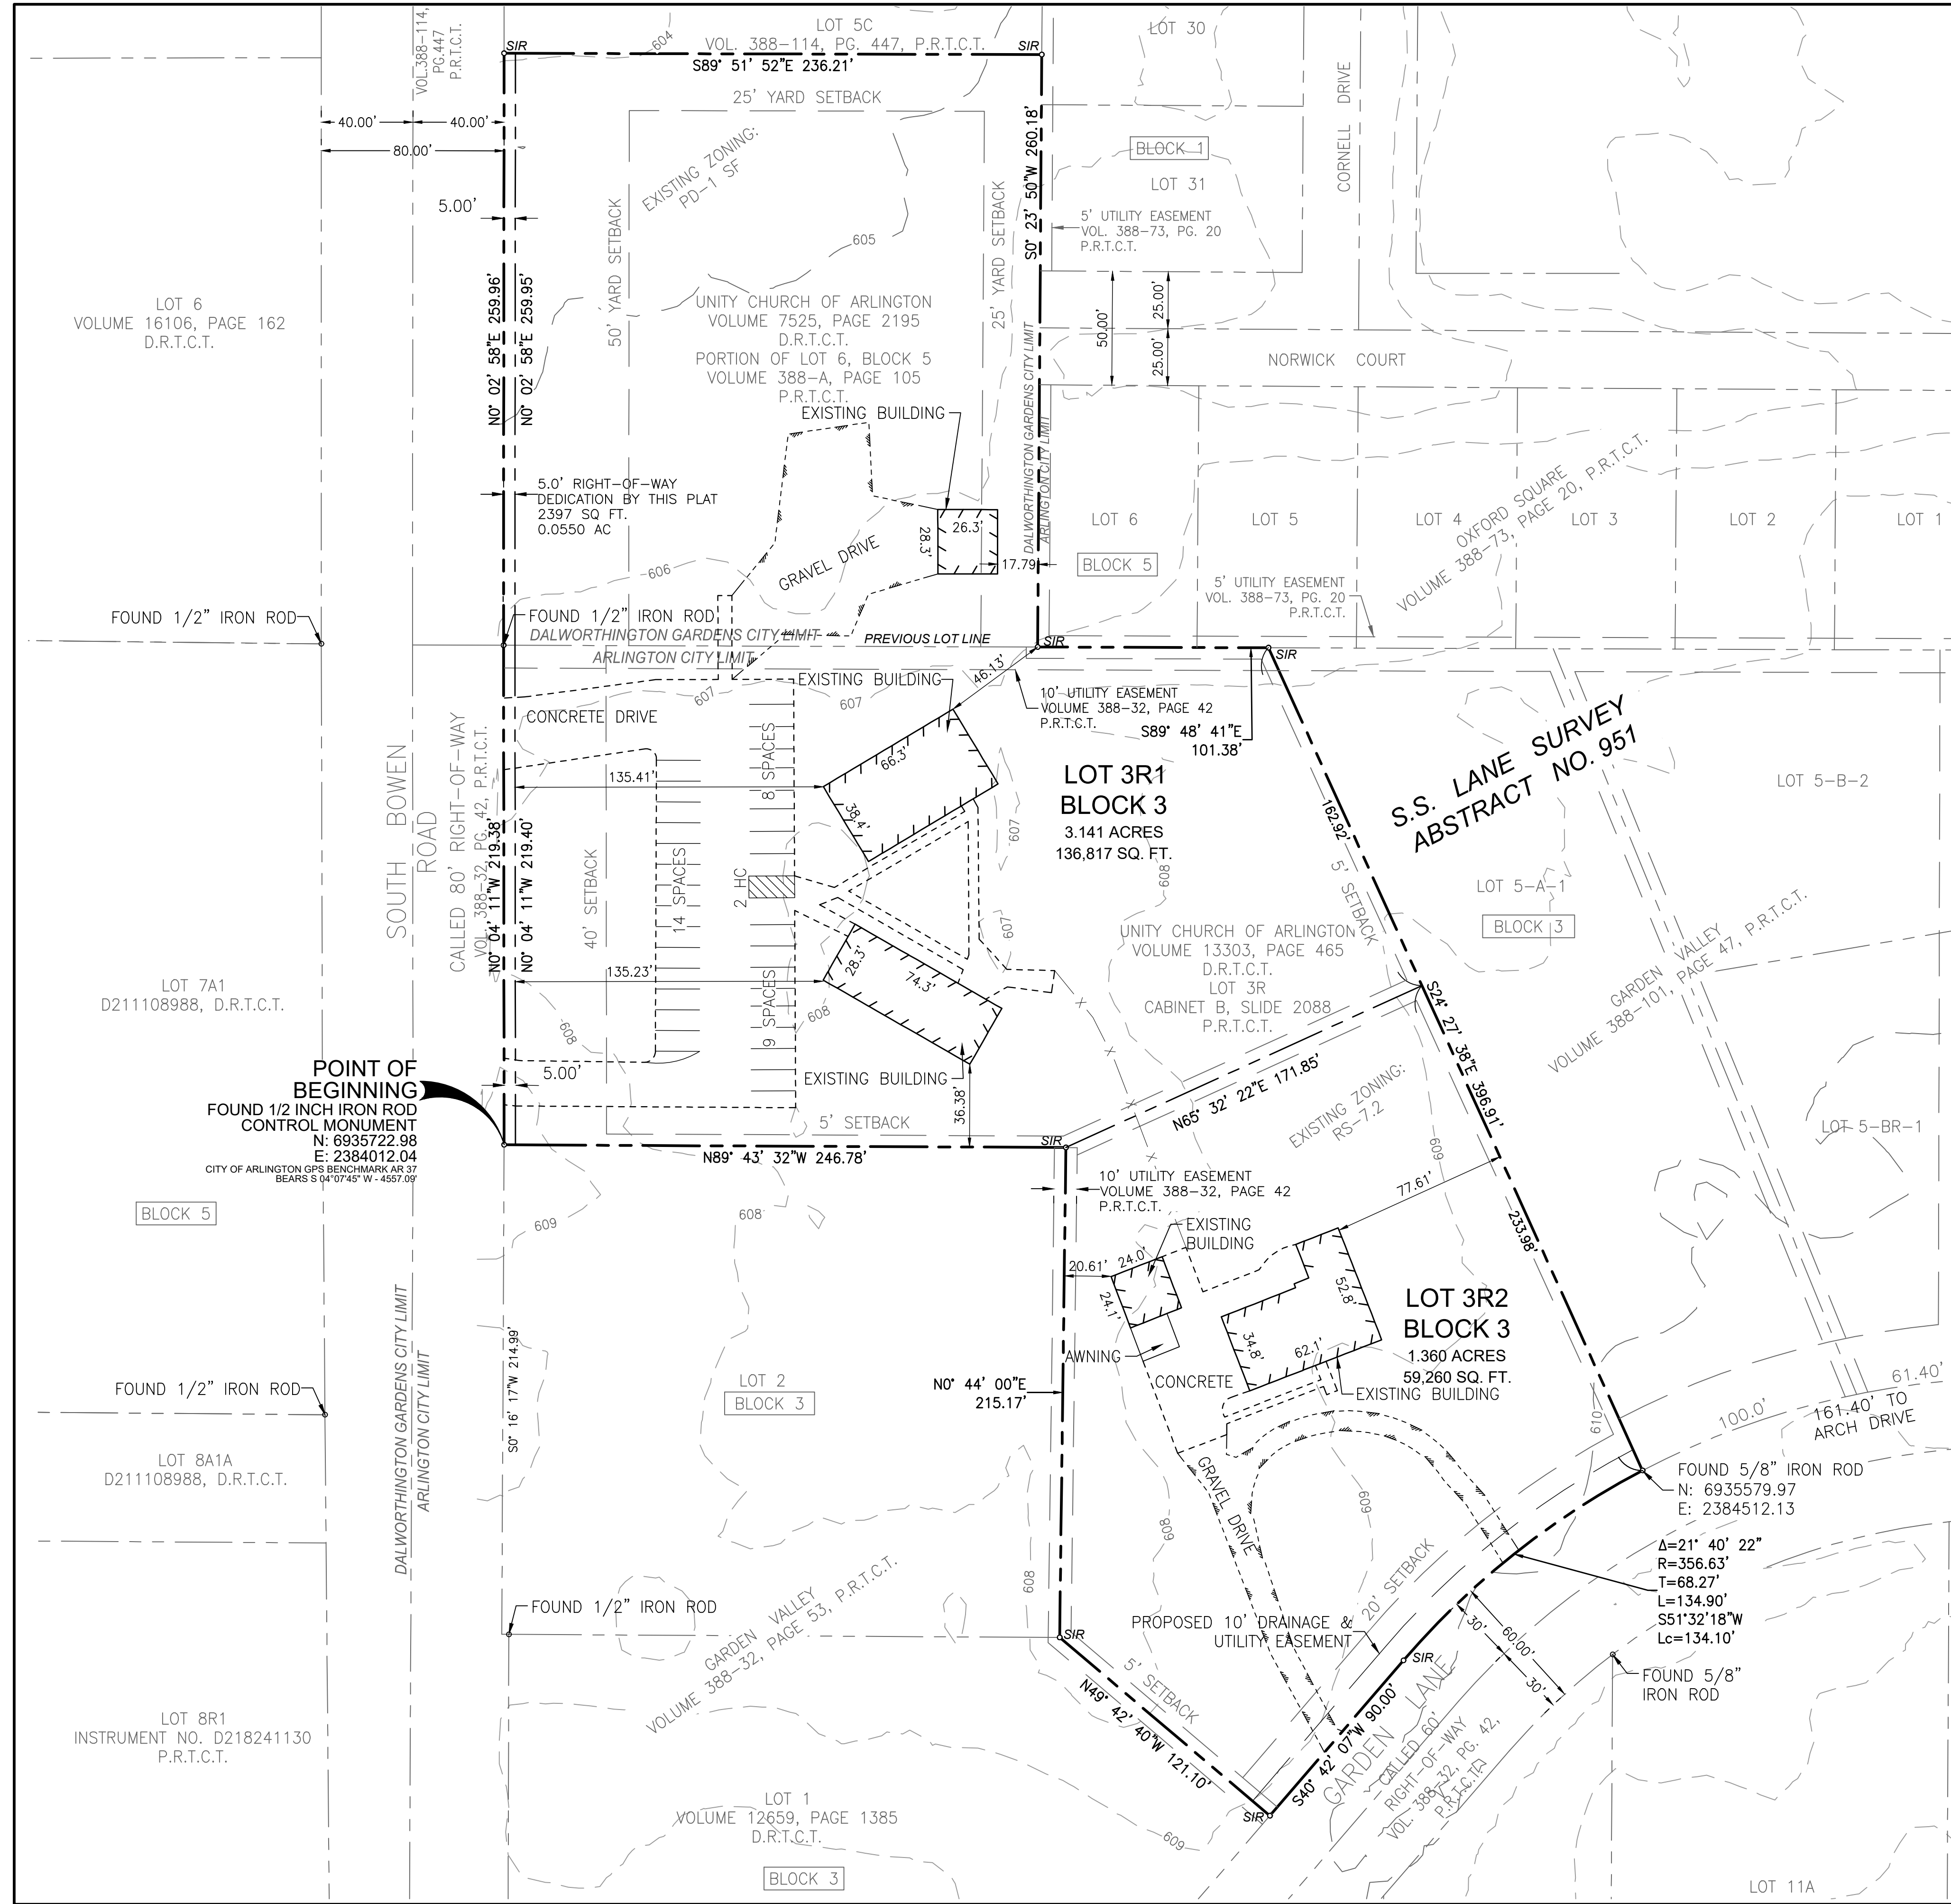 VOL.388-114,
PG.447
P.R.T.C.T.
LOT 5C
VOL. 388-114, PG. 447, P.R.T.C.T.
SIR
SIR
604
S89° 51' 52"E 236.21'
LOT 30
25' YARD SETBACK
40.00'
40.00'
80.00'
5.00'
EXISTING ZONING:
PD-1 SF
50' YARD SETBACK
25' YARD SETBACK
S0° 23' 50"W 260.18'
BLOCK 1
LOT 31
CORNELL DRIVE
5' UTILITY EASEMENT
VOL. 388-73, PG. 20
P.R.T.C.T.
605
N0° 02' 58"E 259.96'
N0° 02' 58"E 259.95'
LOT 6
VOLUME 16106, PAGE 162
D.R.T.C.T.
UNITY CHURCH OF ARLINGTON
VOLUME 7525, PAGE 2195
D.R.T.C.T.
PORTION OF LOT 6, BLOCK 5
VOLUME 388-A, PAGE 105
P.R.T.C.T.
50.00'
25.00'
25.00'
NORWICK COURT
DALWORTHINGTON GARDENS CITY LIMIT
ARLINGTON CITY LIMIT
EXISTING BUILDING
26.3'
28.3'
17.79'
GRAVEL DRIVE
5.0' RIGHT-OF-WAY
DEDICATION BY THIS PLAT
2397 SQ FT.
0.0550 AC
606
LOT 6
LOT 5
LOT 4
LOT 3
LOT 2
LOT 1
BLOCK 5
OXFORD SQUARE
VOLUME 388-73, PAGE 20, P.R.T.C.T.
5' UTILITY EASEMENT
VOL. 388-73, PG. 20
P.R.T.C.T.
FOUND 1/2" IRON ROD
FOUND 1/2" IRON ROD
DALWORTHINGTON GARDENS CITY LIMIT
PREVIOUS LOT LINE
ARLINGTON CITY LIMIT
SIR
SIR
46.13'
EXISTING BUILDING
607
607
10' UTILITY EASEMENT
VOLUME 388-32, PAGE 42
P.R.T.C.T.
S89° 48' 41"E
101.38'
CONCRETE DRIVE
SOUTH BOWEN
ROAD
CALLED 80' RIGHT-OF-WAY
VOL. 388-32, PG. 42, P.R.T.C.T.
N0° 04' 11"W 219.38'
N0° 04' 11"W 219.40'
40' SETBACK
135.41'
8 SPACES
14 SPACES
2 HC
9 SPACES
66.3'
38.4'
LOT 3R1
BLOCK 3
3.141 ACRES
136,817 SQ. FT.
607
608
162.92'
5' SETBACK
S.S. LANE SURVEY
ABSTRACT NO. 951
LOT 5-B-2
LOT 5-A-1
BLOCK 3
GARDEN VALLEY
VOLUME 388-101, PAGE 47, P.R.T.C.T.
UNITY CHURCH OF ARLINGTON
VOLUME 13303, PAGE 465
D.R.T.C.T.
LOT 3R
CABINET B, SLIDE 2088
P.R.T.C.T.
607
135.23'
28.3'
74.3'
608
608
LOT 7A1
D211108988, D.R.T.C.T.
POINT OF
BEGINNING
FOUND 1/2 INCH IRON ROD
CONTROL MONUMENT
N: 6935722.98
E: 2384012.04
CITY OF ARLINGTON GPS BENCHMARK AR 37
BEARS S 04°07'45" W - 4557.09'
5.00'
EXISTING BUILDING
36.38'
5' SETBACK
SIR
N89° 43' 32"W 246.78'
X
X
X
X
N65° 32' 22"E 171.85'
EXISTING ZONING:
RS-7.2
S24° 27' 38"E 396.91'
609
LOT 5-BR-1
BLOCK 5
609
608
10' UTILITY EASEMENT
VOLUME 388-32, PAGE 42
P.R.T.C.T.
77.61'
233.98'
EXISTING
BUILDING
20.61'
24.0'
24.1'
52.8'
34.8'
62.1'
LOT 3R2
BLOCK 3
1.360 ACRES
59,260 SQ. FT.
AWNING
CONCRETE
EXISTING BUILDING
DALWORTHINGTON GARDENS CITY LIMIT
ARLINGTON CITY LIMIT
S0° 16' 17"W 214.99'
FOUND 1/2" IRON ROD
LOT 2
BLOCK 3
N0° 44' 00"E
215.17'
610
100.0'
61.40'
161.40' TO
ARCH DRIVE
LOT 8A1A
D211108988, D.R.T.C.T.
GRAVEL DRIVE
609
608
608
FOUND 5/8" IRON ROD
N: 6935579.97
E: 2384512.13
Δ=21° 40' 22"
R=356.63'
T=68.27'
L=134.90'
S51°32'18"W
Lc=134.10'
FOUND 1/2" IRON ROD
SIR
20' SETBACK
PROPOSED 10' DRAINAGE &
UTILITY EASEMENT
SIR
30'
60.00'
30'
FOUND 5/8"
IRON ROD
GARDEN VALLEY
VOLUME 388-32, PAGE 53, P.R.T.C.T.
5' SETBACK
N49° 42' 40"W 121.10'
S40° 42' 07"W 90.00'
GARDEN LANE
CALLED 60'
RIGHT-OF-WAY
VOL. 388-32, PG. 42,
P.R.T.C.T.
SIR
609
LOT 8R1
INSTRUMENT NO. D218241130
P.R.T.C.T.
LOT 1
VOLUME 12659, PAGE 1385
D.R.T.C.T.
BLOCK 3
LOT 11A